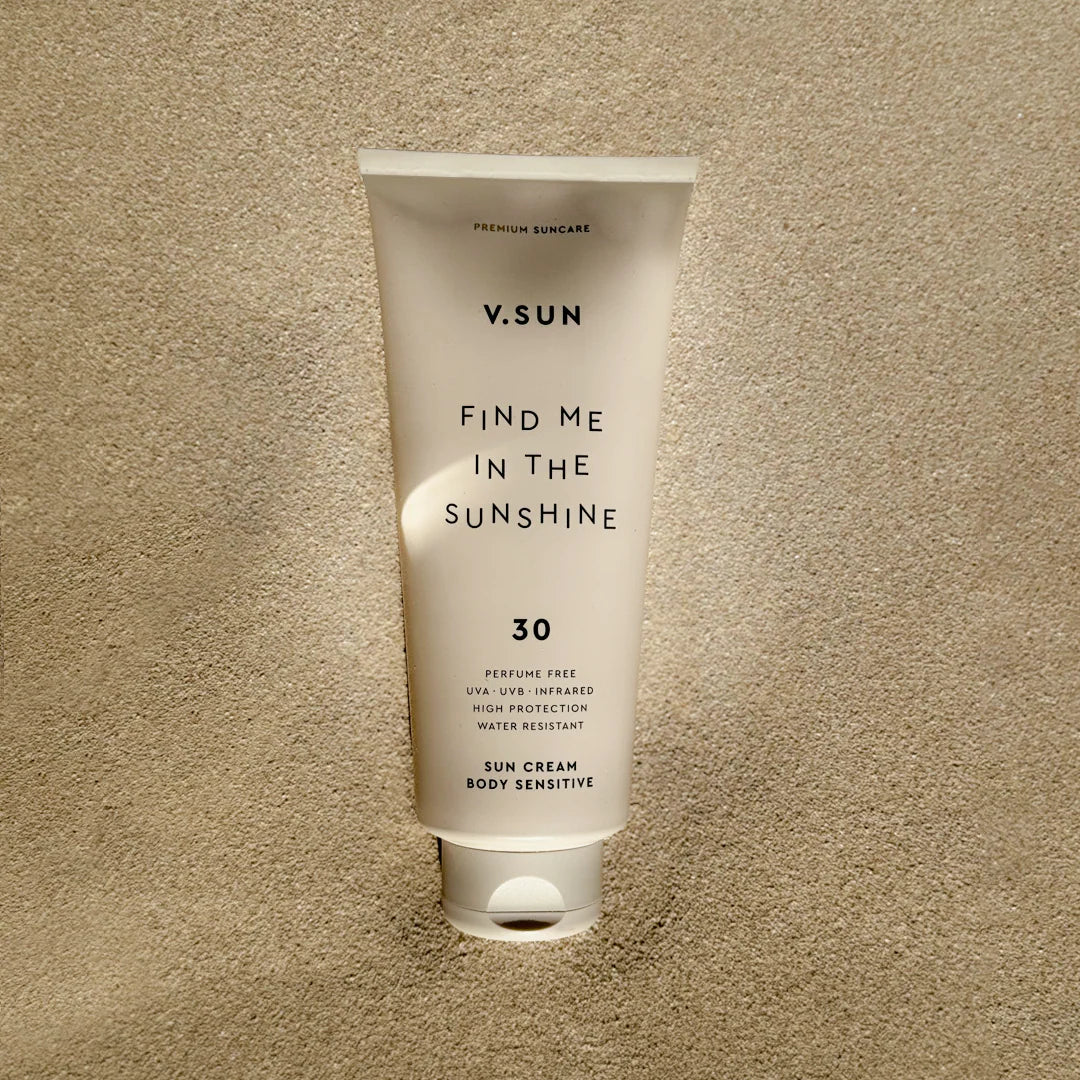 PREMIUM SUNCARE
V.SUN
FIND ME
IN THE
SUNSHINE
30
PERFUME FREE
UVA · UVB · INFRARED
HIGH PROTECTION
WATER RESISTANT
SUN CREAM
BODY SENSITIVE